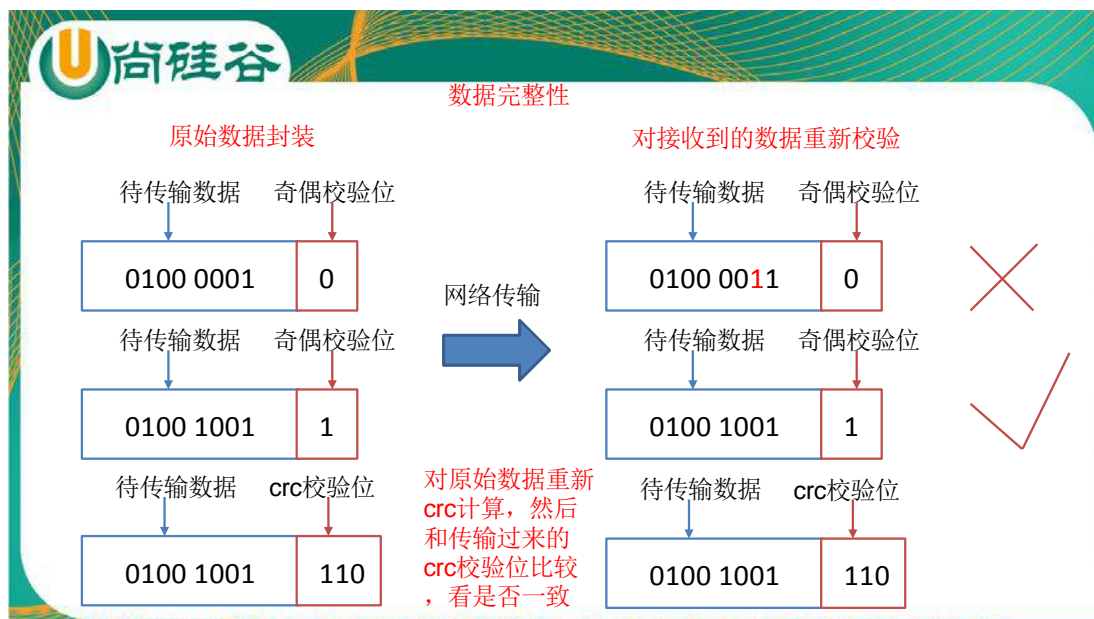 尚硅谷
数据完整性
原始数据封装
对接收到的数据重新校验
待传输数据 奇偶校验位
待传输数据 奇偶校验位
0100 0001 0
0100 0011 0
网络传输
待传输数据 奇偶校验位
待传输数据 奇偶校验位
0100 1001 1
0100 1001 1
待传输数据 crc校验位
对原始数据重新
crc计算，然后
和传输过来的
crc校验位比较
，看是否一致
待传输数据 crc校验位
0100 1001 110
0100 1001 110